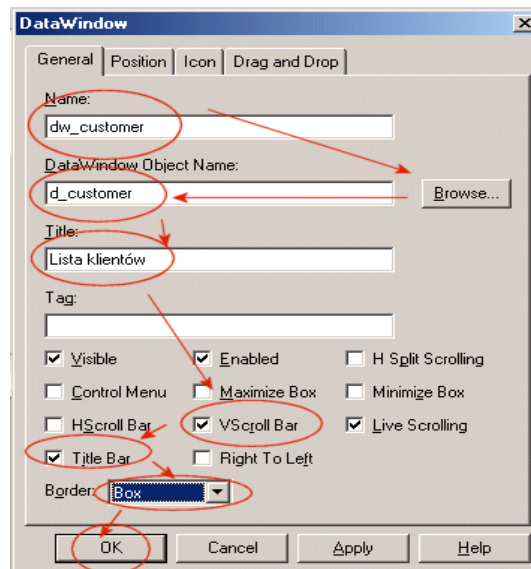 DataWindow
General Position Icon Drag and Drop
Name:
dw_customer
DataWindow Object Name:
d_customer Browse...
Title:
Lista klientów
Tag:
Visible Enabled H Split Scrolling
Control Menu Maximize Box Minimize Box
HScroll Bar VScroll Bar Live Scrolling
Title Bar Right To Left
Border: Box
OK Cancel Apply Help